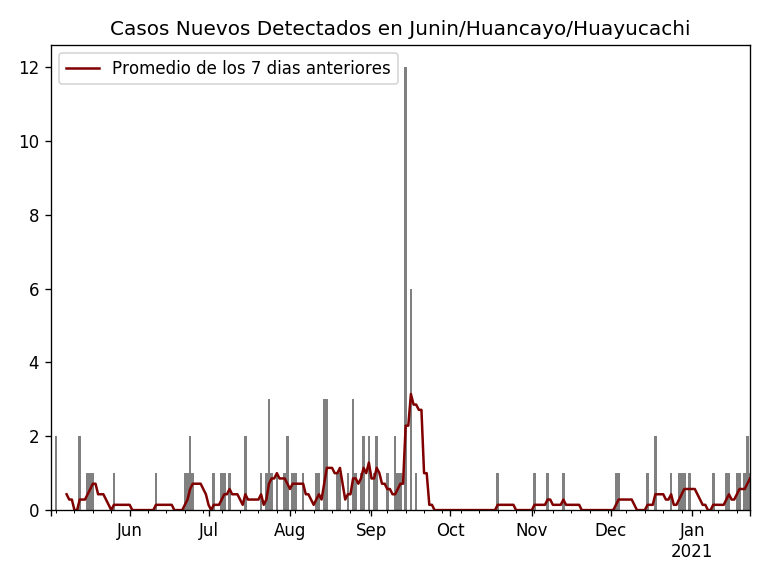 Casos Nuevos Detectados en Junin/Huancayo/Huayucachi
Promedio de los 7 dias anteriores
12
10
8
6
4
2
0
Jun Jul Aug Sep Oct Nov Dec Jan
2021